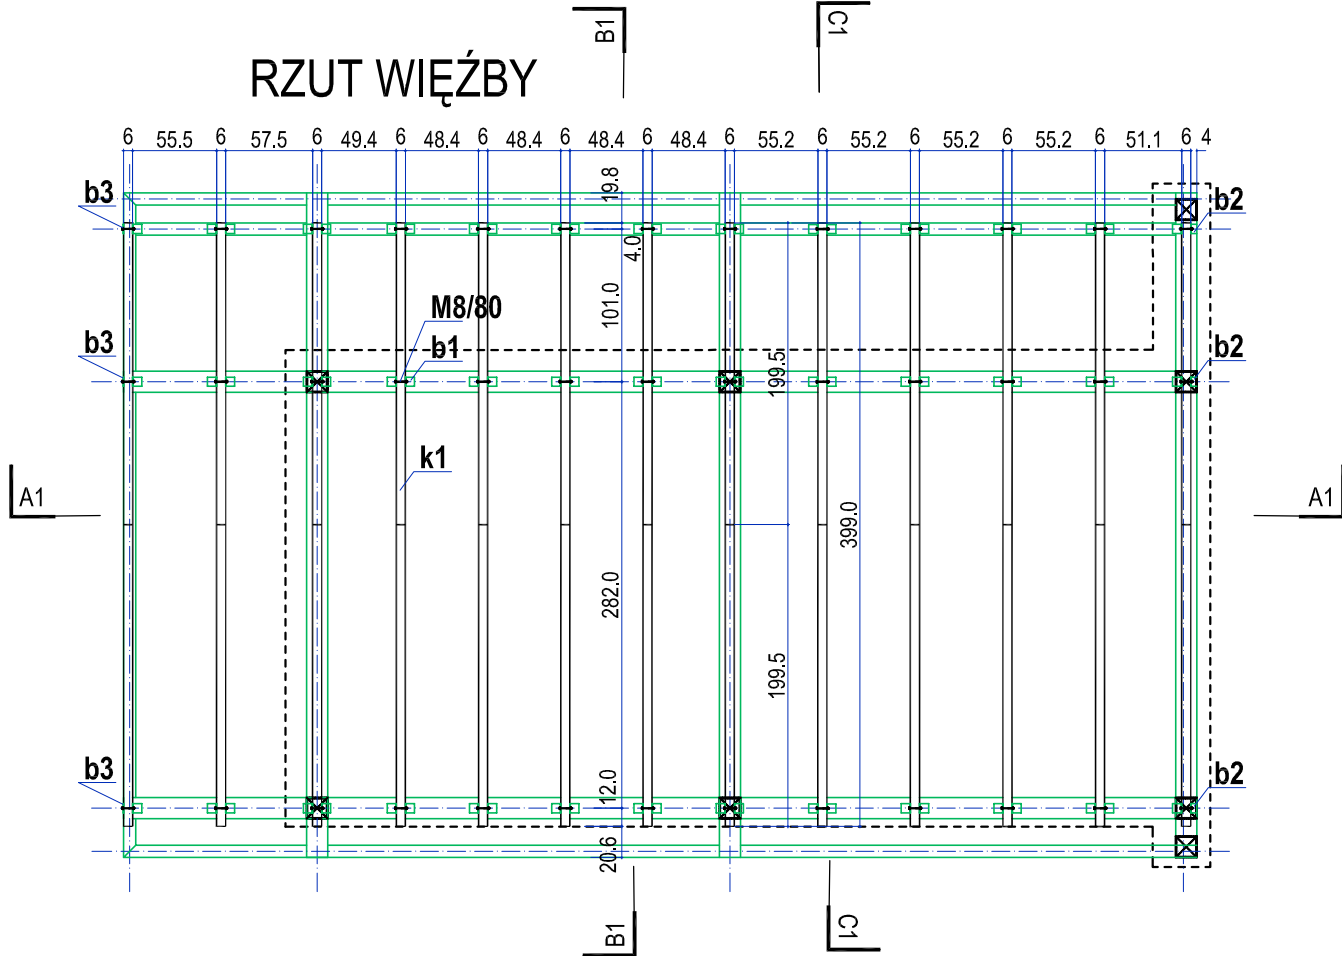 B1
C1
RZUT WIĘŹBY
6 55.5 6 57.5 6 49.4 6 48.4 6 48.4 6 48.4 6 48.4 6 55.2 6 55.2 6 55.2 6 55.2 6 51.1 6 4
19.8
b3
b2
4.0
101.0
M8/80
b3
b1
b2
199.5
k1
A1
A1
399.0
282.0
199.5
b3
b2
12.0
20.6
B1
C1